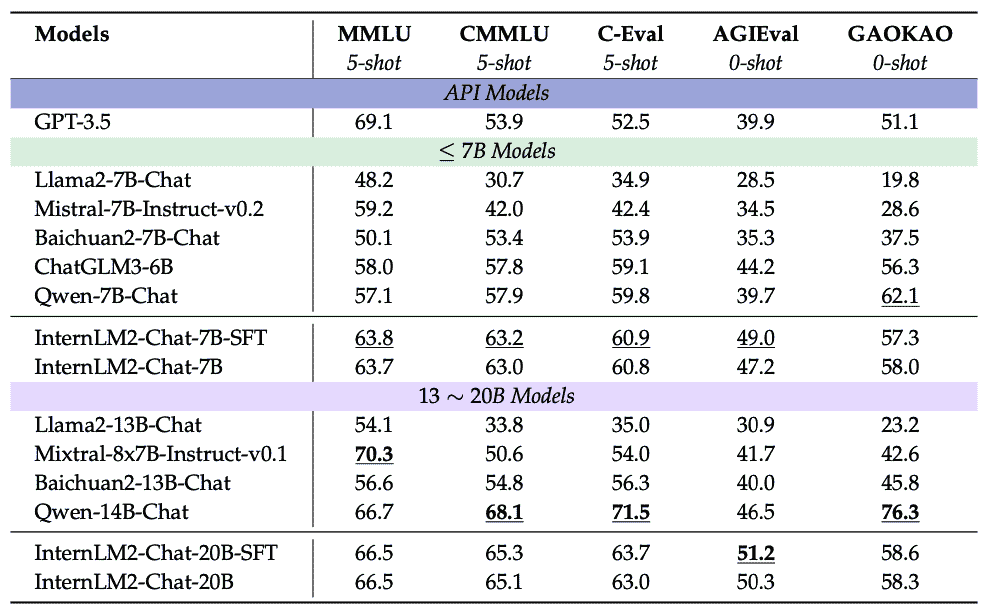 Models MMLU CMMLU C-Eval AGIEval GAOKAO
5-shot 5-shot 5-shot 0-shot 0-shot
API Models
GPT-3.5 69.1 53.9 52.5 39.9 51.1
≤ 7B Models
Llama2-7B-Chat 48.2 30.7 34.9 28.5 19.8
Mistral-7B-Instruct-v0.2 59.2 42.0 42.4 34.5 28.6
Baichuan2-7B-Chat 50.1 53.4 53.9 35.3 37.5
ChatGLM3-6B 58.0 57.8 59.1 44.2 56.3
Qwen-7B-Chat 57.1 57.9 59.8 39.7 62.1
InternLM2-Chat-7B-SFT 63.8 63.2 60.9 49.0 57.3
InternLM2-Chat-7B 63.7 63.0 60.8 47.2 58.0
13 ∼ 20B Models
Llama2-13B-Chat 54.1 33.8 35.0 30.9 23.2
Mixtral-8x7B-Instruct-v0.1 70.3 50.6 54.0 41.7 42.6
Baichuan2-13B-Chat 56.6 54.8 56.3 40.0 45.8
Qwen-14B-Chat 66.7 68.1 71.5 46.5 76.3
InternLM2-Chat-20B-SFT 66.5 65.3 63.7 51.2 58.6
InternLM2-Chat-20B 66.5 65.1 63.0 50.3 58.3